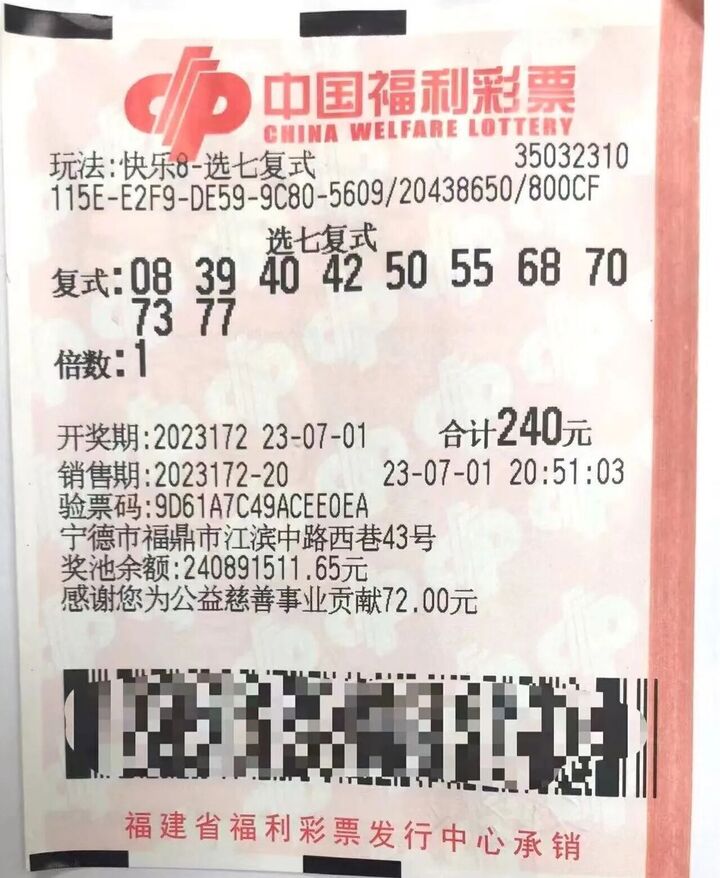 中国福利彩票
CHINA WELFARE LOTTERY
玩法:快乐8-选七复式 35032310
115E-E2F9-DE59-9C80-5609/20438650/800CF
选七复式
复式:08 39 40 42 50 55 68 70
73 77
倍数:1
开奖期:2023172 23-07-01 合计240元
销售期:2023172-20 23-07-01 20:51:03
验票码:9D61A7C49ACEE0EA
宁德市福鼎市江滨中路西巷43号
奖池余额:240891511.65元
感谢您为公益慈善事业贡献72.00元
福建省福利彩票发行中心承销